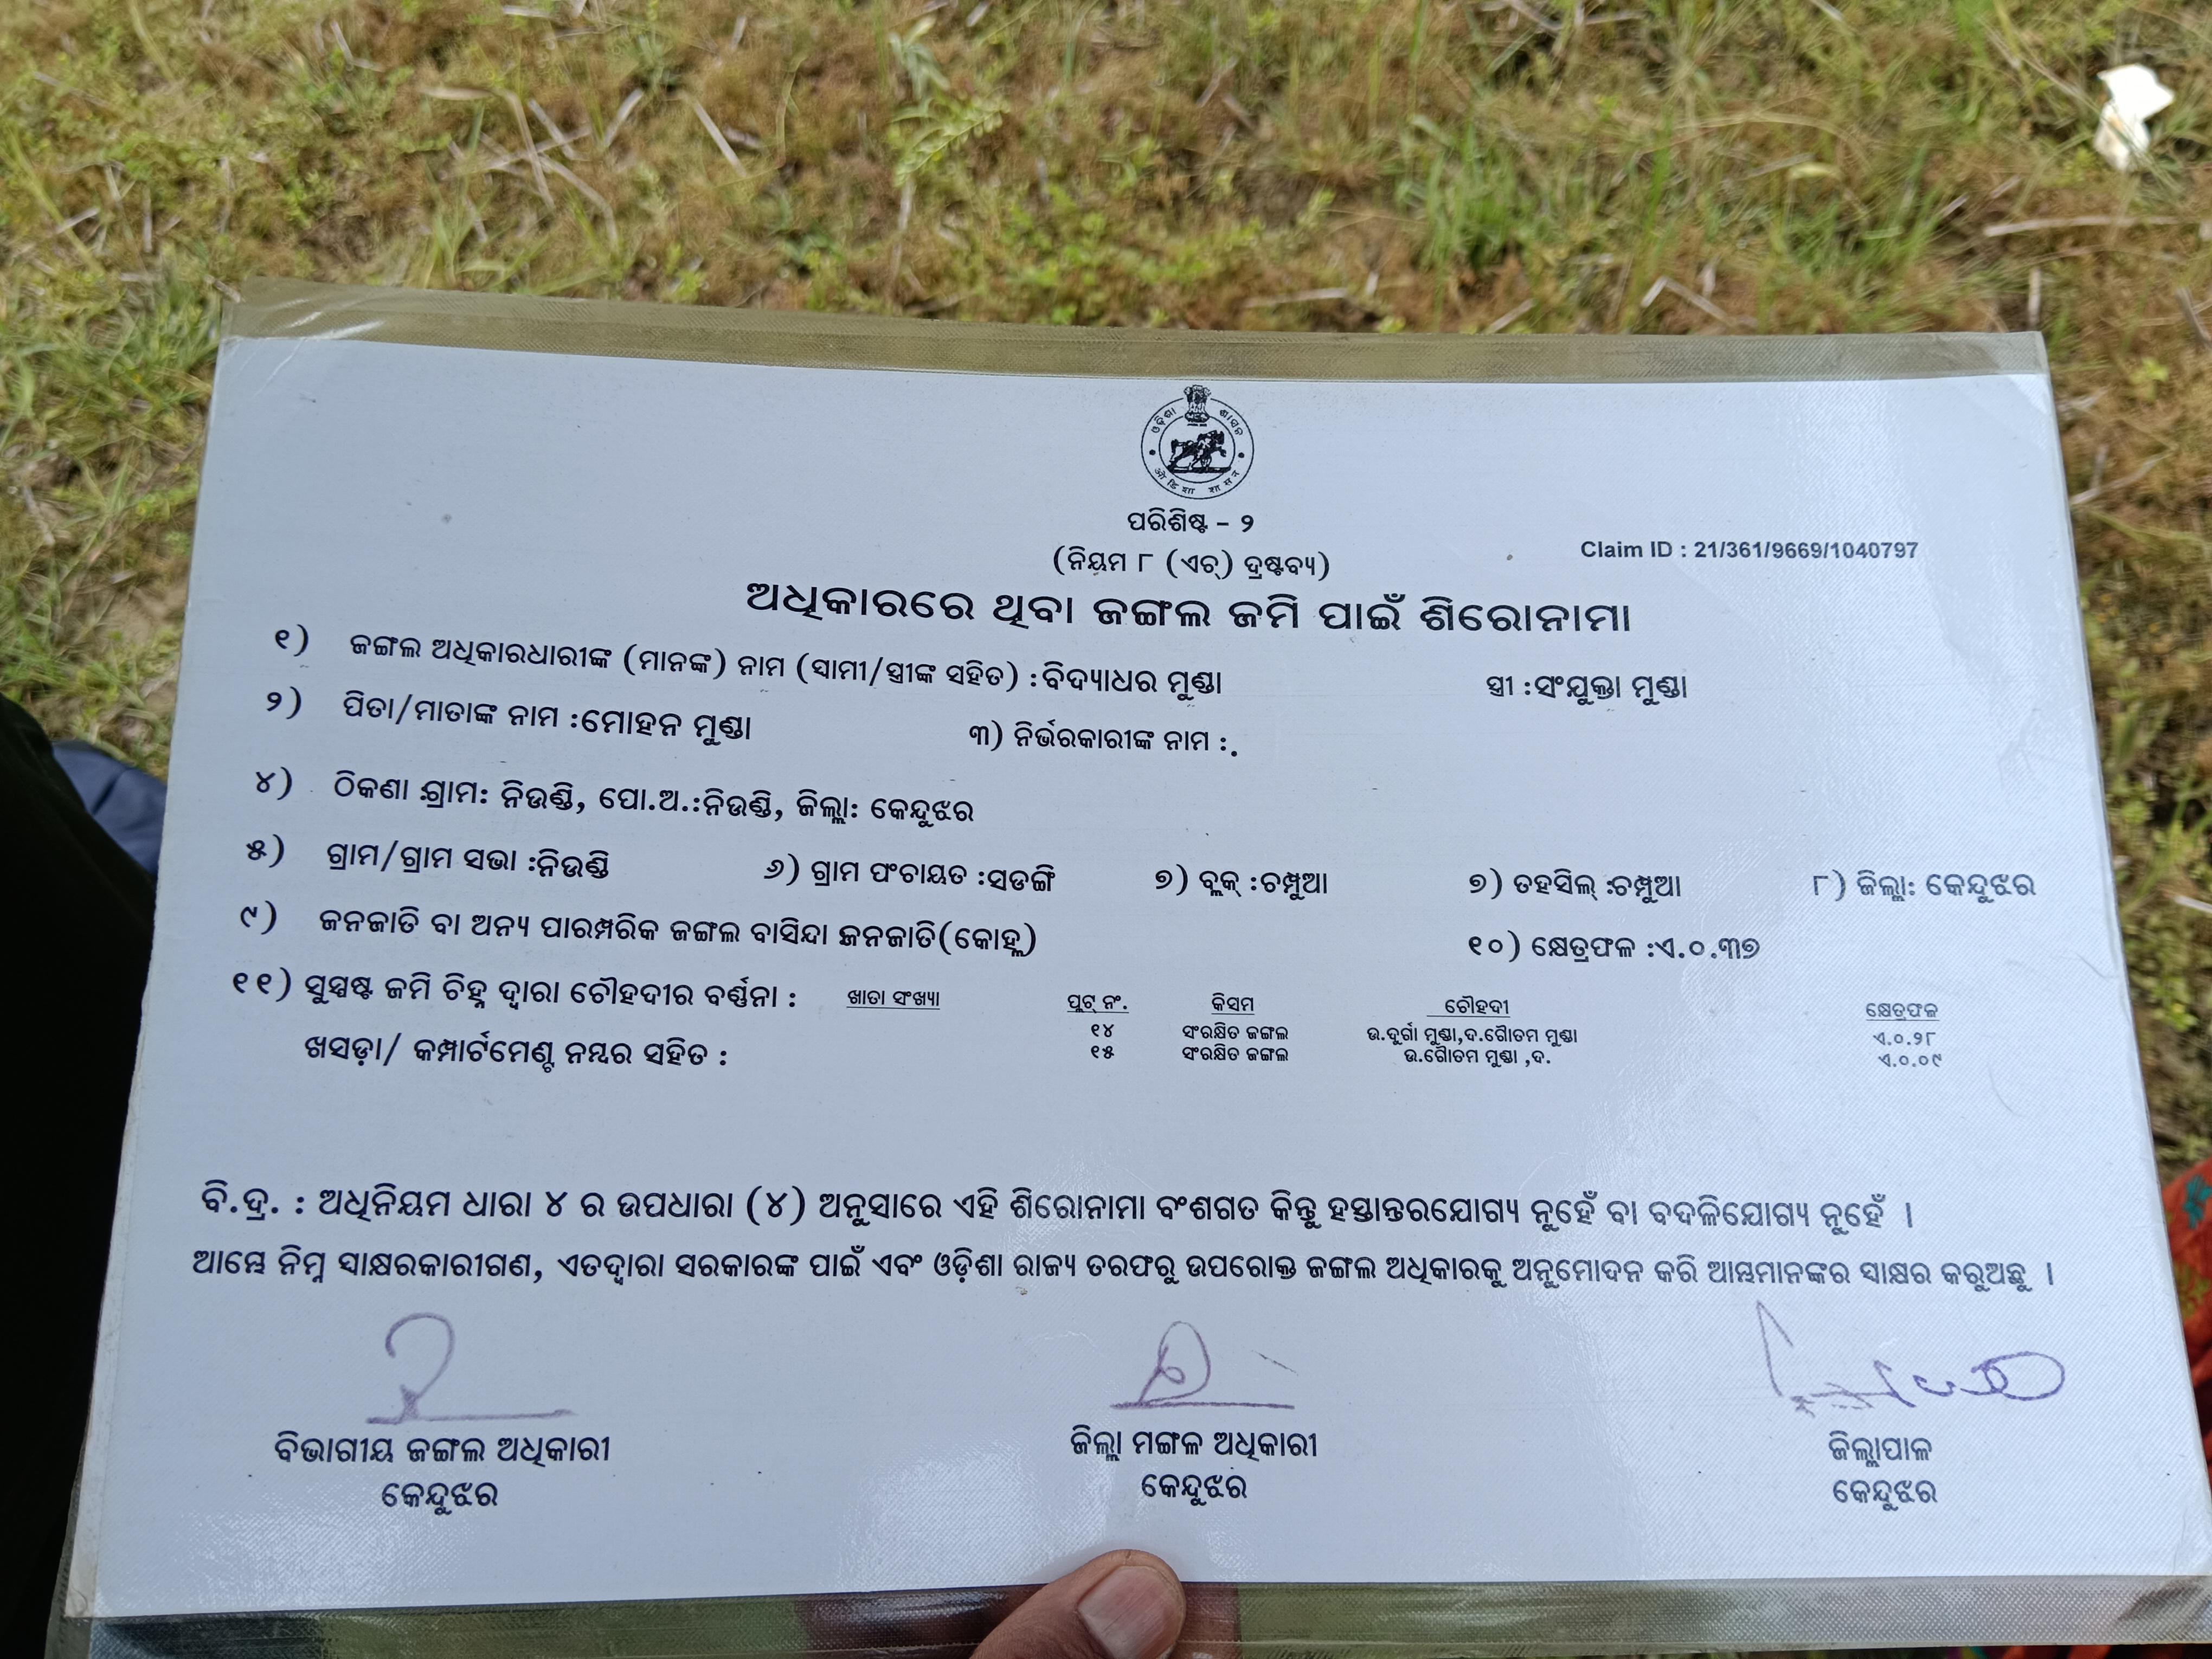 ଓଡ଼ିଶା ଶାସନ
ओडिशा शासन
ପରିଶିଷ୍ଟ - ୨
(ନିୟମ ୮ (ଏଚ୍) ଦ୍ରଷ୍ଟବ୍ୟ)
Claim ID : 21/361/9669/1040797
ଅଧିକାରରେ ଥିବା ଜଙ୍ଗଲ ଜମି ପାଇଁ ଶିରୋନାମା
୧) ଜଙ୍ଗଲ ଅଧିକାରଧାରୀଙ୍କ (ମାନଙ୍କ) ନାମ (ସାମୀ/ସ୍ତ୍ରୀଙ୍କ ସହିତ) :ବିଦ୍ୟାଧର ମୁଣ୍ଡା ସ୍ତ୍ରୀ :ସଂଯୁକ୍ତା ମୁଣ୍ଡା
୨) ପିତା/ମାତାଙ୍କ ନାମ :ମୋହନ ମୁଣ୍ଡା ୩) ନିର୍ଭରକାରୀଙ୍କ ନାମ :.
୪) ଠିକଣା :ଗ୍ରାମ: ନିଉଣ୍ଡି, ପୋ.ଅ.:ନିଉଣ୍ଡି, ଜିଲ୍ଲା: କେନ୍ଦୁଝର
୫) ଗ୍ରାମ/ଗ୍ରାମ ସଭା :ନିଉଣ୍ଡି ୬) ଗ୍ରାମ ପଂଚାୟତ :ସଡଙ୍ଗି ୭) ବ୍ଲକ୍ :ଚମ୍ପୁଆ ୭) ତହସିଲ୍ :ଚମ୍ପୁଆ ୮) ଜିଲ୍ଲା: କେନ୍ଦୁଝର
୯) ଜନଜାତି ବା ଅନ୍ୟ ପାରମ୍ପରିକ ଜଙ୍ଗଲ ବାସିନ୍ଦା :ଜନଜାତି(କୋହ୍ଲ) ୧୦) କ୍ଷେତ୍ରଫଳ :ଏ.୦.୩୭
୧୧) ସୁସ୍ପଷ୍ଟ ଜମି ଚିହ୍ନ ଦ୍ୱାରା ଚୌହଦୀର ବର୍ଣ୍ଣନା : ଖାତା ସଂଖ୍ୟା ପ୍ଲଟ୍ ନଂ. କିସମ ଚୌହଦୀ କ୍ଷେତ୍ରଫଳ
୧୪ ସଂରକ୍ଷିତ ଜଙ୍ଗଲ ଉ.ଦୁର୍ଗା ମୁଣ୍ଡା,ଦ.ଗୌତମ ମୁଣ୍ଡା ଏ.୦.୨୮
ଖସଡ଼ା/ କମ୍ପାର୍ଟମେଣ୍ଟ ନମ୍ବର ସହିତ : ୧୫ ସଂରକ୍ଷିତ ଜଙ୍ଗଲ ଉ.ଗୌତମ ମୁଣ୍ଡା ,ଦ. ଏ.୦.୦୯
ବି.ଦ୍ର. : ଅଧିନିୟମ ଧାରା ୪ ର ଉପଧାରା (୪) ଅନୁସାରେ ଏହି ଶିରୋନାମା ବଂଶଗତ କିନ୍ତୁ ହସ୍ତାନ୍ତରଯୋଗ୍ୟ ନୁହେଁ ବା ବଦଳିଯୋଗ୍ୟ ନୁହେଁ ।
ଆମ୍ଭେ ନିମ୍ନ ସାକ୍ଷରକାରୀଗଣ, ଏତଦ୍ୱାରା ସରକାରଙ୍କ ପାଇଁ ଏବଂ ଓଡ଼ିଶା ରାଜ୍ୟ ତରଫରୁ ଉପରୋକ୍ତ ଜଙ୍ଗଲ ଅଧିକାରକୁ ଅନୁମୋଦନ କରି ଆମ୍ଭମାନଙ୍କର ସ୍ୱାକ୍ଷର କରୁଅଛୁ ।
ବିଭାଗୀୟ ଜଙ୍ଗଲ ଅଧିକାରୀ ଜିଲ୍ଲା ମଙ୍ଗଳ ଅଧିକାରୀ ଜିଲ୍ଲାପାଳ
କେନ୍ଦୁଝର କେନ୍ଦୁଝର କେନ୍ଦୁଝର